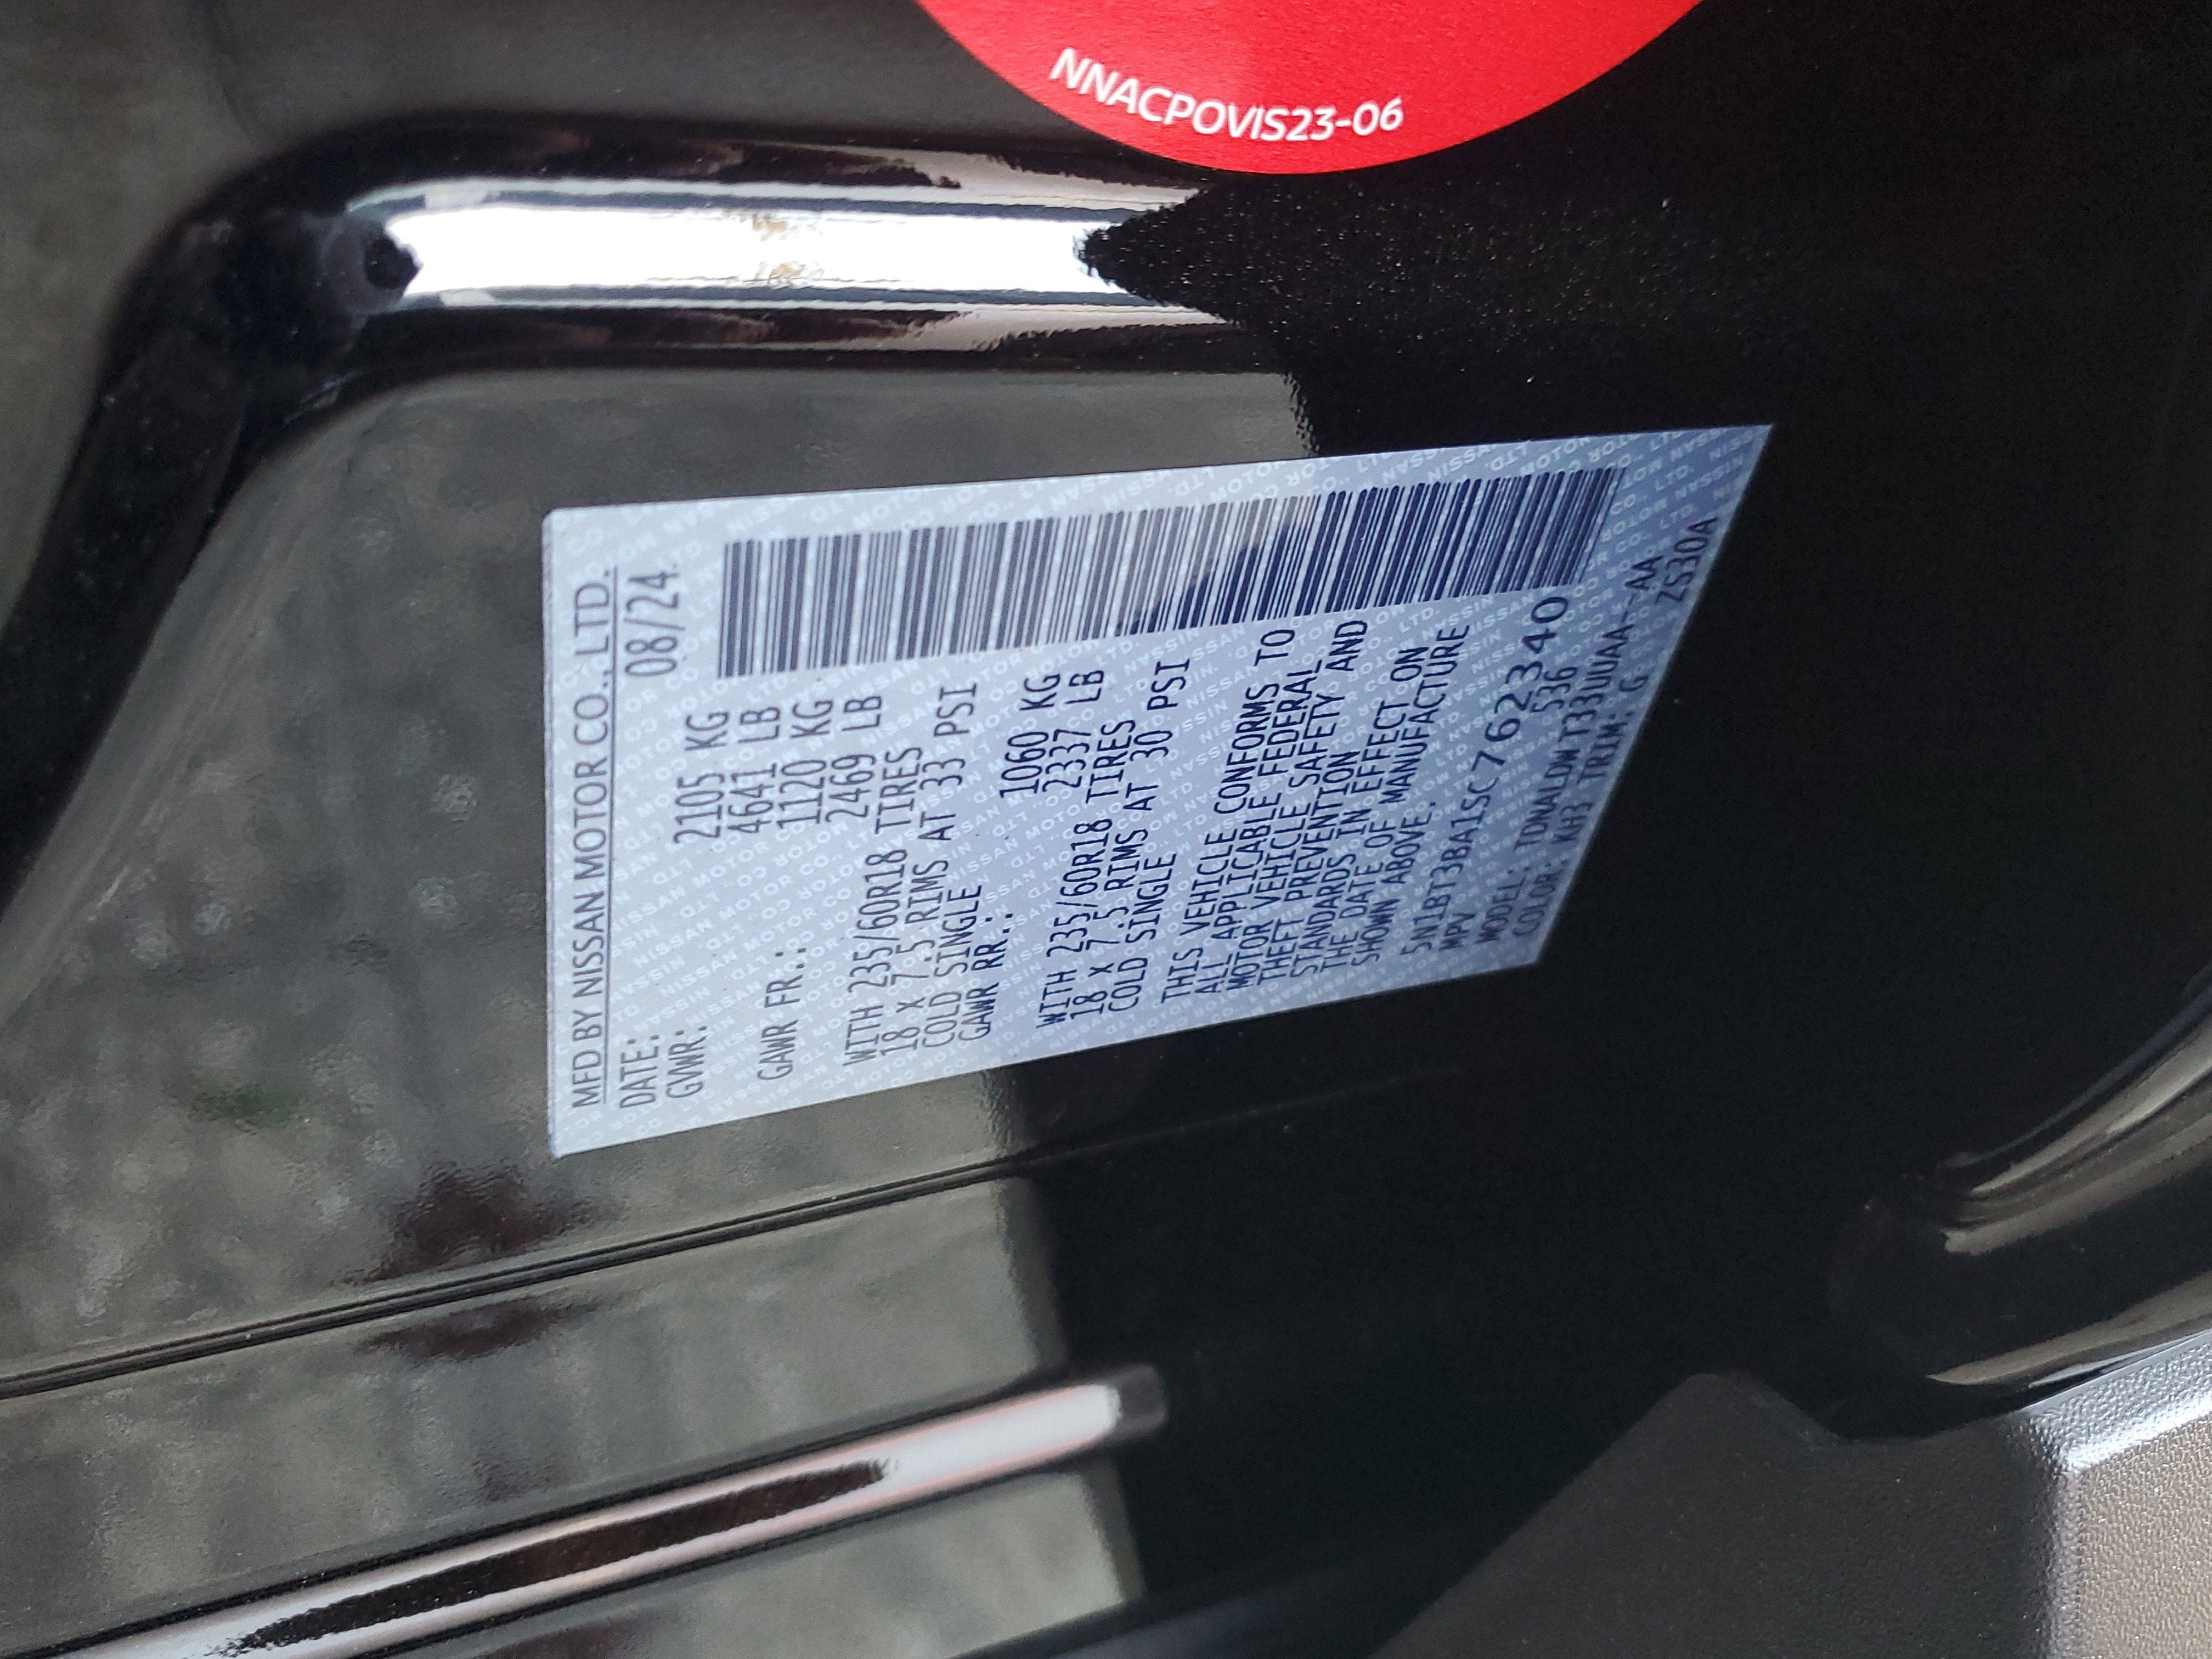 NNACPOVIS23-06
MFD BY NISSAN MOTOR CO., LTD.
DATE: 08/24
GVWR: 2105 KG
4641 LB
GAWR FR.: 1120 KG
2469 LB
WITH 235/60R18 TIRES
18 X 7.5 RIMS AT 33 PSI
COLD SINGLE
GAWR RR.: 1060 KG
2337 LB
WITH 235/60R18 TIRES
18 X 7.5 RIMS AT 30 PSI
COLD SINGLE
THIS VEHICLE CONFORMS TO
ALL APPLICABLE FEDERAL
MOTOR VEHICLE SAFETY AND
THEFT PREVENTION
STANDARDS IN EFFECT ON
THE DATE OF MANUFACTURE
SHOWN ABOVE.
5N1BT3BA1SC762340
MPV 536
MODEL: TDNALDWT33UUAA--AA
COLOR: KH3 TRIM: G ZS30A